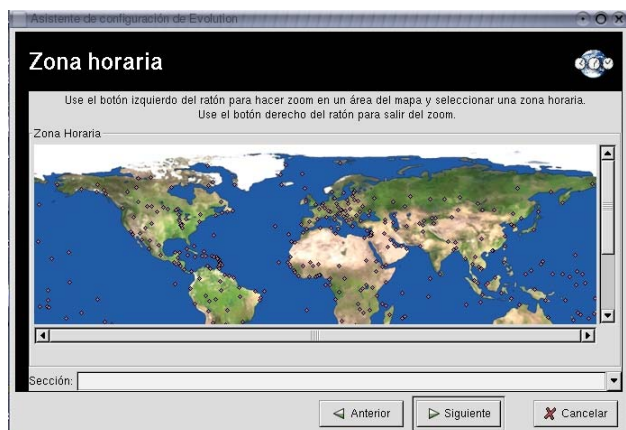 Asistente de configuración de Evolution
Zona horaria
Use el botón izquierdo del ratón para hacer zoom en un área del mapa y seleccionar una zona horaria.
Use el botón derecho del ratón para salir del zoom.
Zona Horaria
Sección:
Anterior
Siguiente
Cancelar